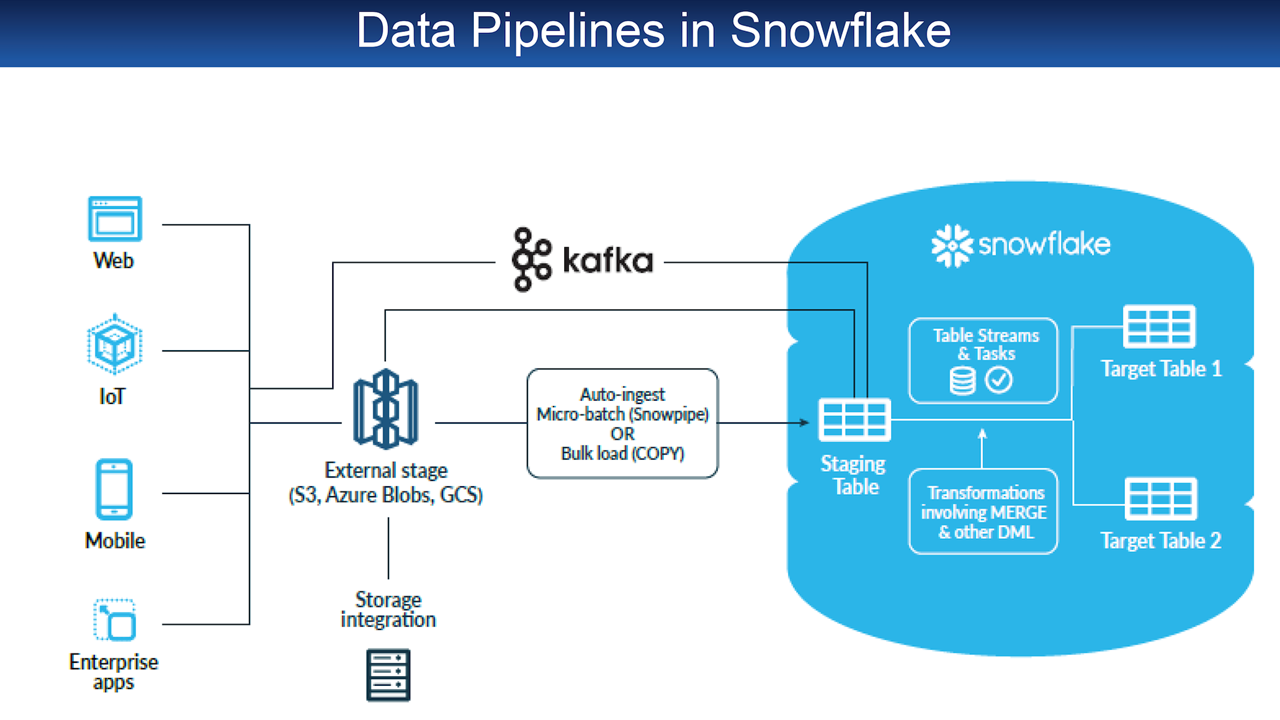 Data Pipelines in Snowflake
Web
IoT
Mobile
Enterprise
apps
kafka
External stage
(S3, Azure Blobs, GCS)
Storage
integration
Auto-ingest
Micro-batch (Snowpipe)
OR
Bulk load (COPY)
snowflake
Table Streams
& Tasks
Staging
Table
Transformations
involving MERGE
& other DML
Target Table 1
Target Table 2